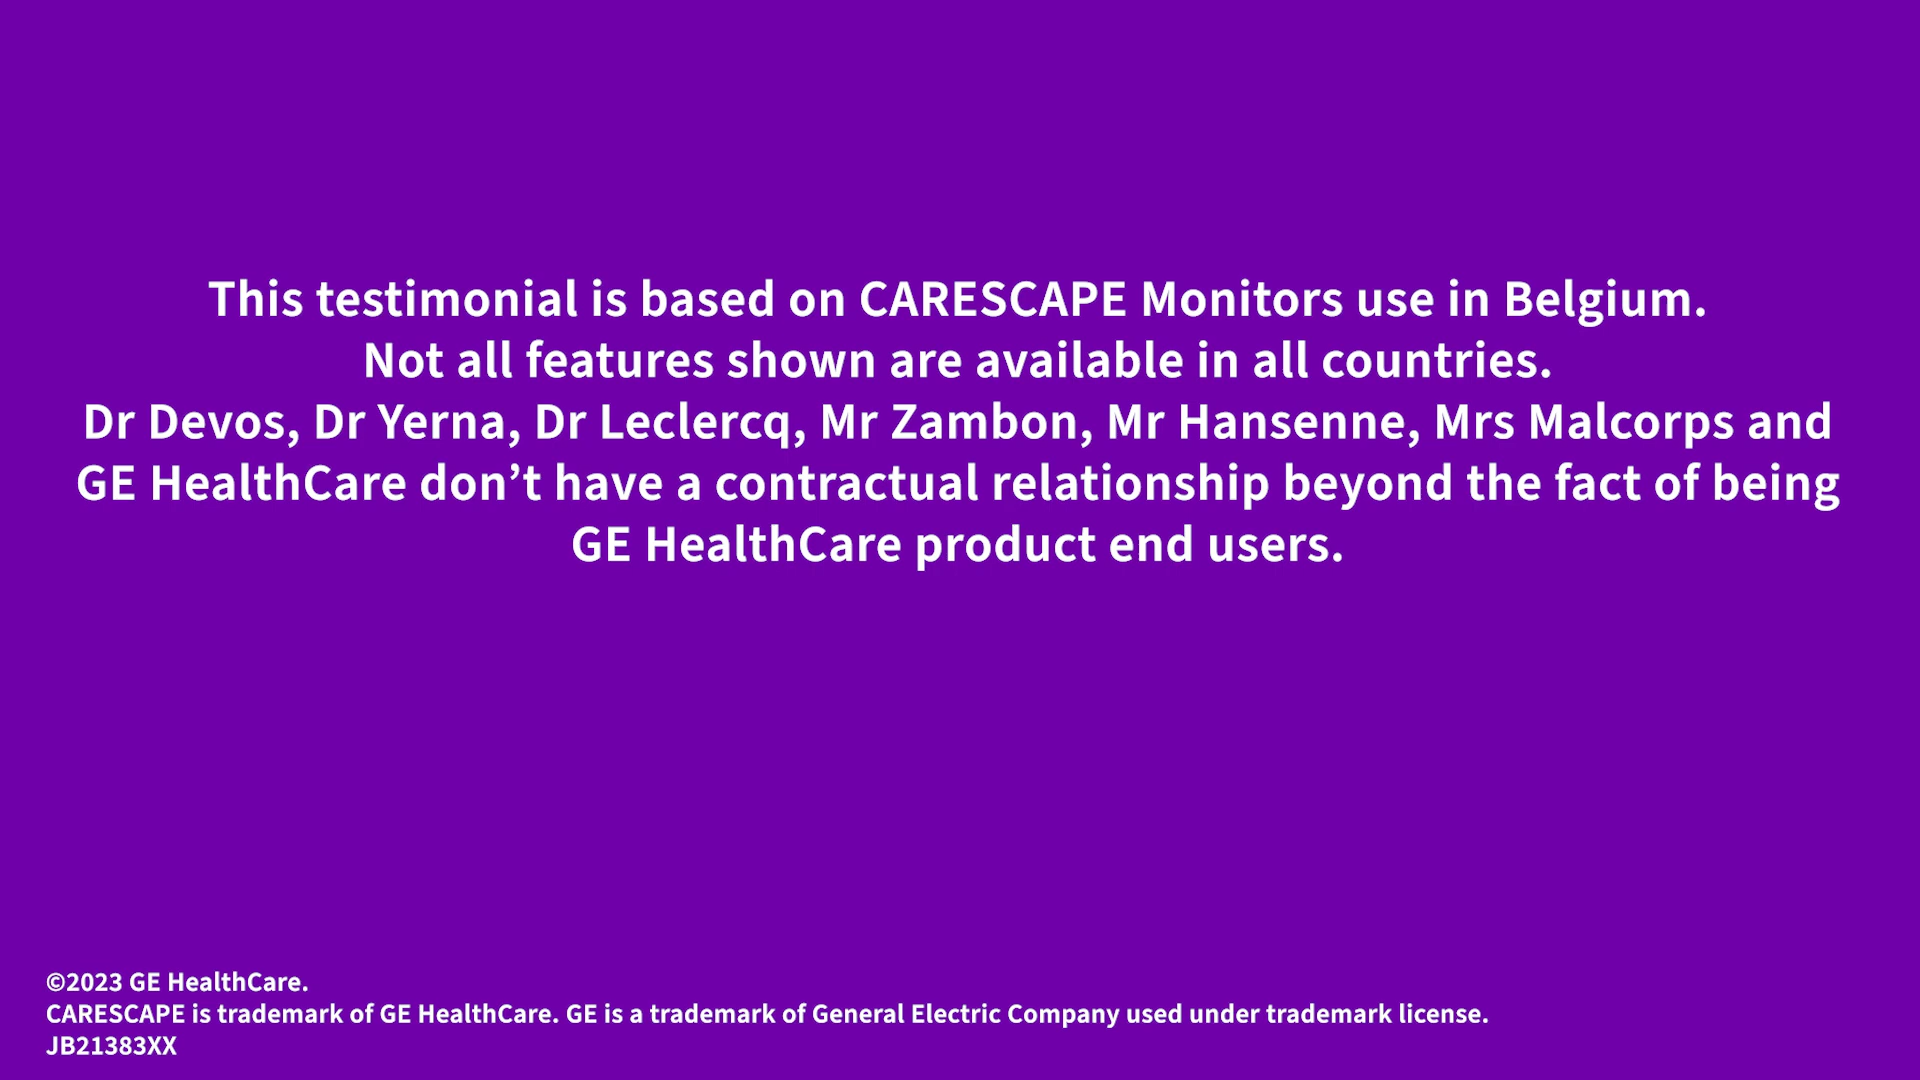 This testimonial is based on CARESCAPE Monitors use in Belgium.
Not all features shown are available in all countries.
Dr Devos, Dr Yerna, Dr Leclercq, Mr Zambon, Mr Hansenne, Mrs Malcorps and
GE HealthCare don’t have a contractual relationship beyond the fact of being
GE HealthCare product end users.
©2023 GE HealthCare.
CARESCAPE is trademark of GE HealthCare. GE is a trademark of General Electric Company used under trademark license.
JB21383XX